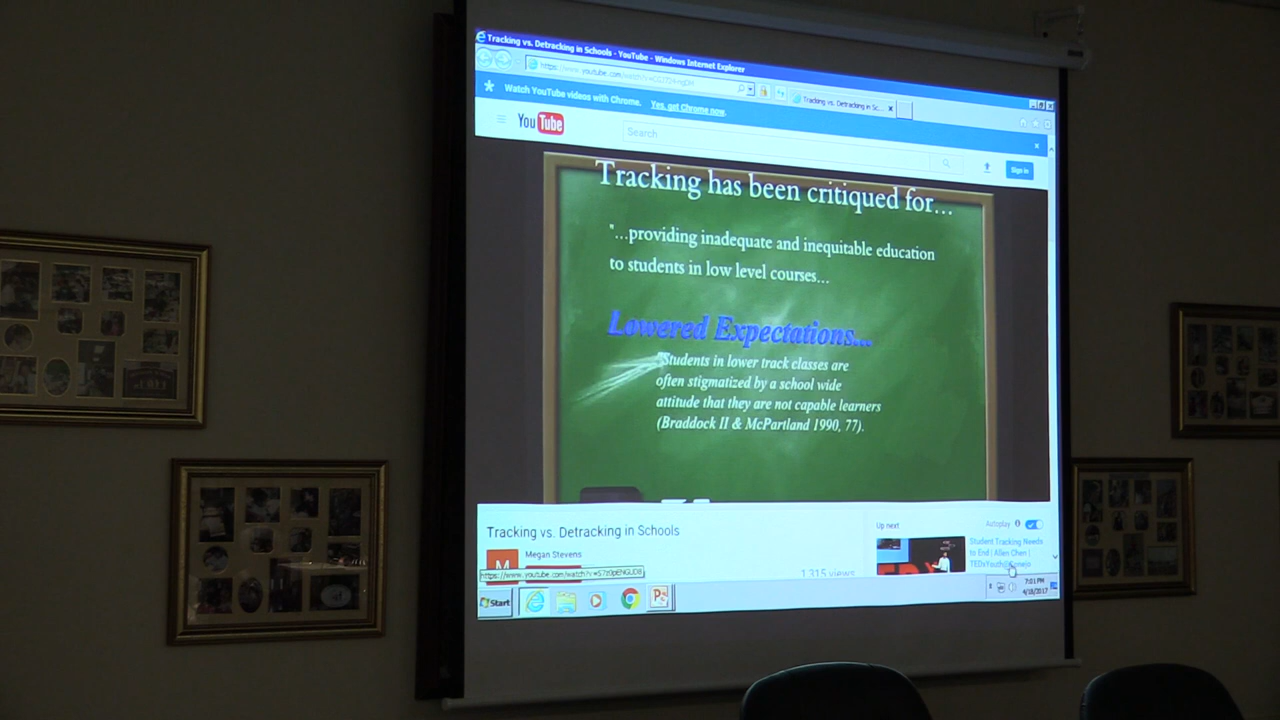 Tracking vs. Detracking in Schools - YouTube - Windows Internet Explorer
Tracking vs. Detracking in Sc...
Watch YouTube videos with Chrome. Yes, get Chrome now.
YouTube
Search
Sign in
Tracking has been critiqued for...
"...providing inadequate and inequitable education
to students in low level courses...
Lowered Expectations...
"Students in lower track classes are
often stigmatized by a school wide
attitude that they are not capable learners
(Braddock II & McPartland 1990, 77).
Tracking vs. Detracking in Schools
M
Megan Stevens
1,315 views
Up next
Autoplay
Student Tracking Needs
to End | Allen Chen |
Start
7:01 PM
4/18/2017